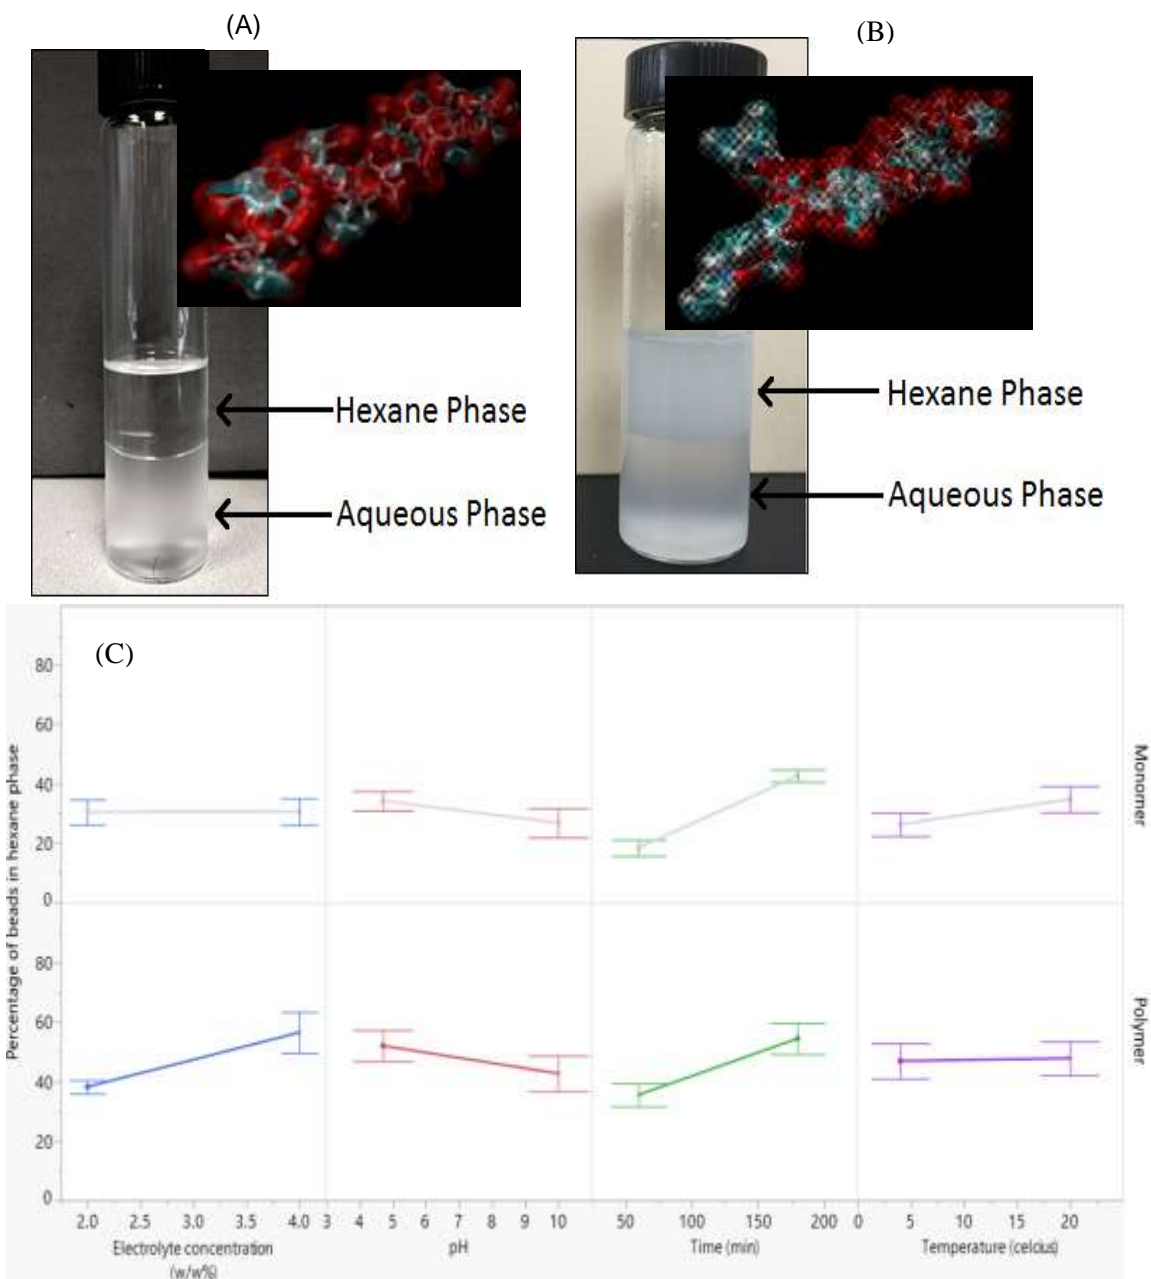 (A)
(B)
Hexane Phase
Aqueous Phase
Hexane Phase
Aqueous Phase
(C)
Percentage of beads in hexane phase
80
60
40
20
0
Monomer
80
60
40
20
0
Polymer
2.0 2.5 3.0 3.5 4.0 3 4 5 6 7 8 9 10 50 100 150 200 0 5 10 15 20
Electrolyte concentration
(w/w%)
pH
Time (min)
Temperature (celcius)